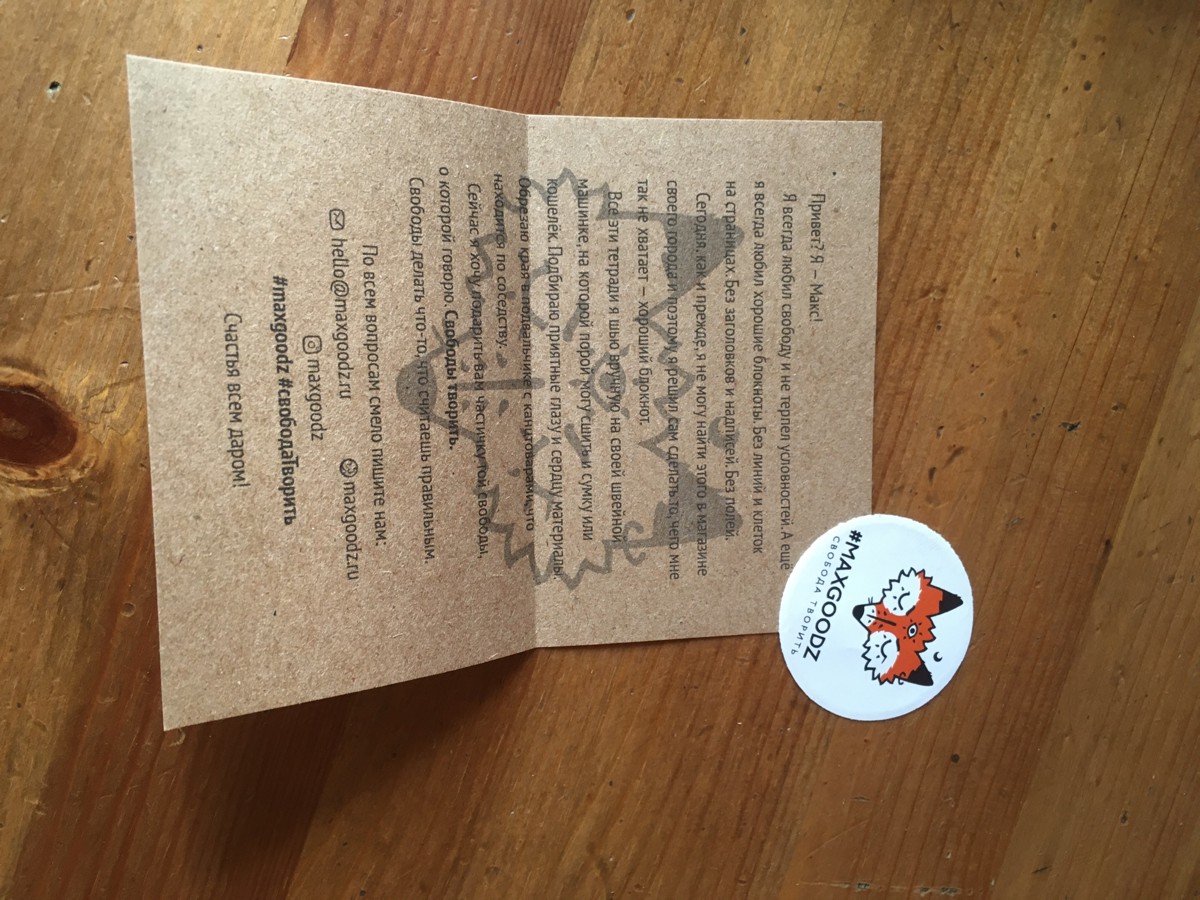 Привет? Я – Макс!
Я всегда любил свободу и не терпел условностей. А ещё
я всегда любил хорошие блокноты. Без линий и клеток
на страницах. Без заголовков и надписей. Без полей.
Сегодня, как и прежде, я не могу найти этого в магазине
своего города и поэтому я решил сам сделать то, чего мне
так не хватает – хороший блокнот.
Все эти тетради я шью вручную на своей швейной
машинке, на которой порой могу сшить и сумку или
кошелёк. Подбираю приятные глазу и сердцу материалы.
Обрезаю края в подвальчике с канцтоварами, что
находится по соседству.
Сейчас я хочу подарить вам частичку той свободы,
о которой говорю. Свободы творить.
Свободы делать что-то, что считаешь правильным.
По всем вопросам смело пишите нам:
hello@maxgoodz.ru maxgoodz.ru
maxgoodz
#maxgoodz #свободаТворить
Счастья всем даром!
#MAXGOODZ
СВОБОДА ТВОРИТЬ